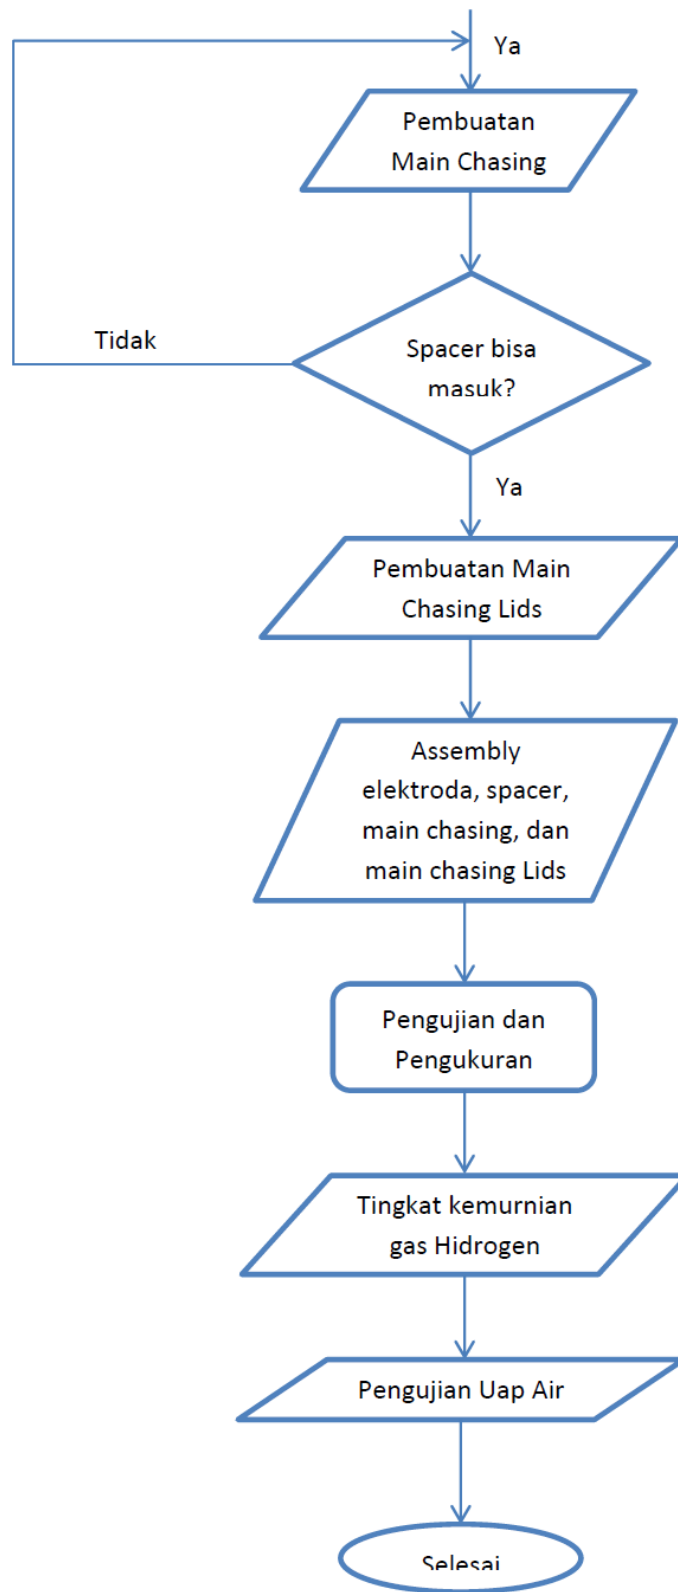 Ya
Pembuatan
Main Chasing
Tidak
Spacer bisa
masuk?
Ya
Pembuatan Main
Chasing Lids
Assembly
elektroda, spacer,
main chasing, dan
main chasing Lids
Pengujian dan
Pengukuran
Tingkat kemurnian
gas Hidrogen
Pengujian Uap Air
Selesai